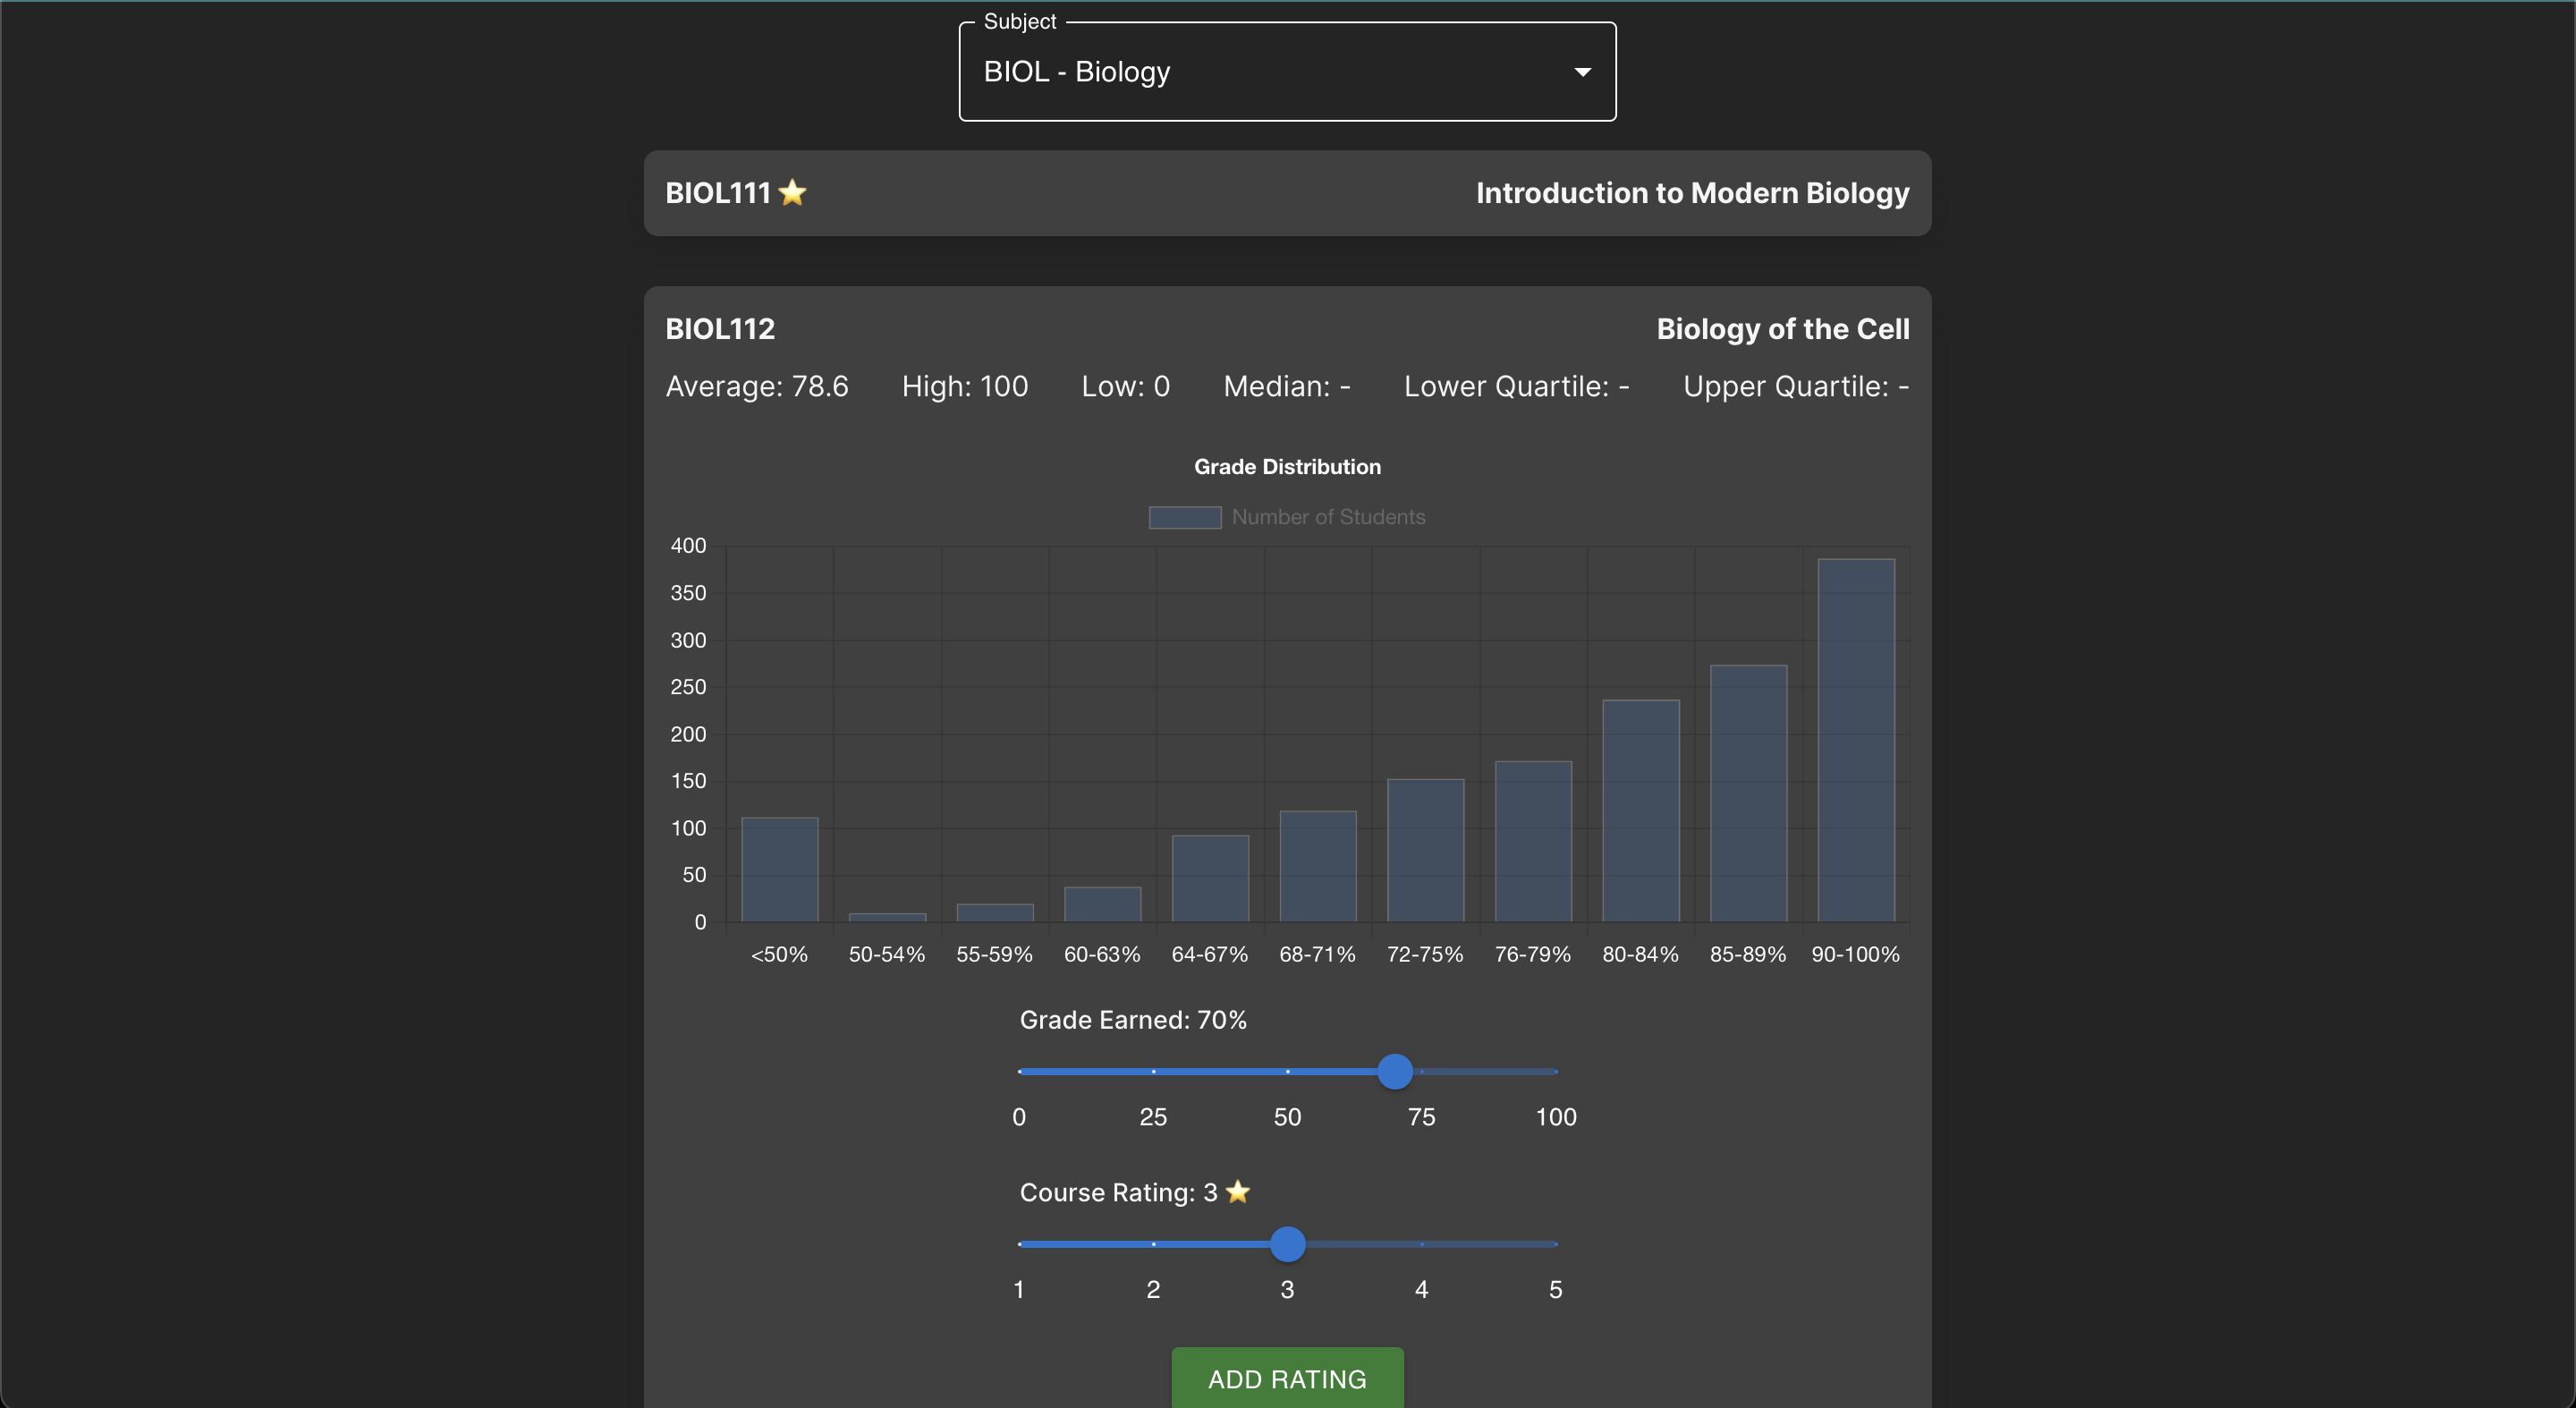 Subject
BIOL - Biology
BIOL111 ⭐ Introduction to Modern Biology
BIOL112 Biology of the Cell
Average: 78.6 High: 100 Low: 0 Median: - Lower Quartile: - Upper Quartile: -
Grade Distribution
Number of Students
400
350
300
250
200
150
100
50
0
<50% 50-54% 55-59% 60-63% 64-67% 68-71% 72-75% 76-79% 80-84% 85-89% 90-100%
Grade Earned: 70%
0 25 50 75 100
Course Rating: 3 ⭐
1 2 3 4 5
ADD RATING